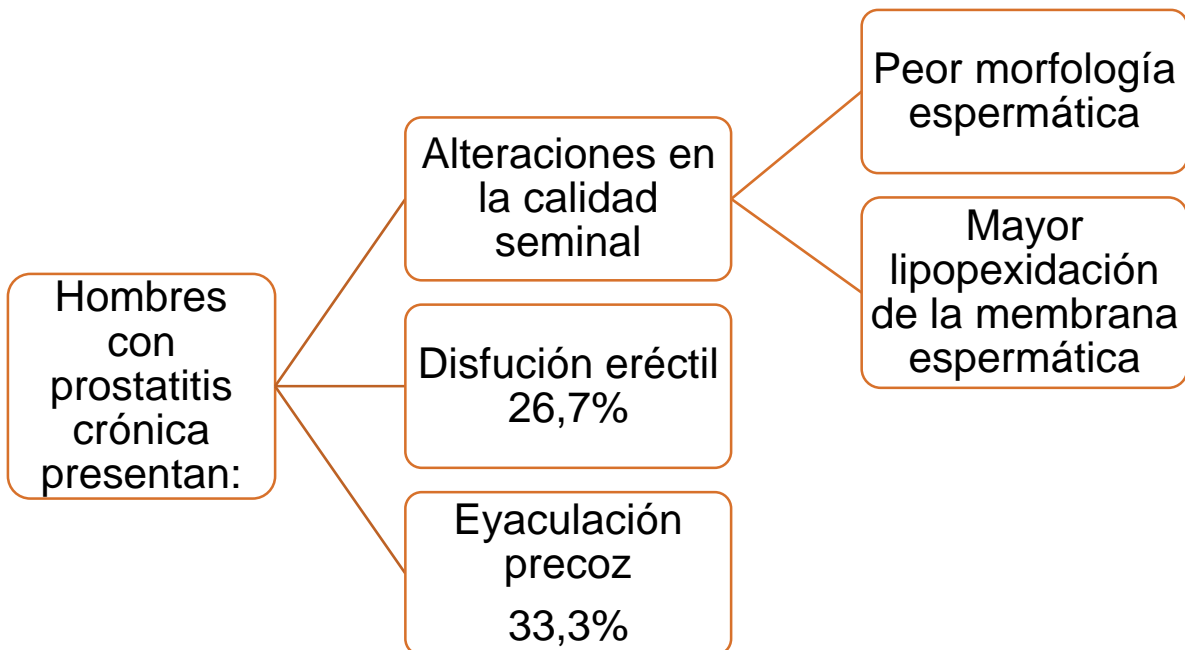 Hombres
con
prostatitis
crónica
presentan:
Alteraciones en
la calidad
seminal
Peor morfología
espermática
Mayor
lipopexidación
de la membrana
espermática
Disfución eréctil
26,7%
Eyaculación
precoz
33,3%